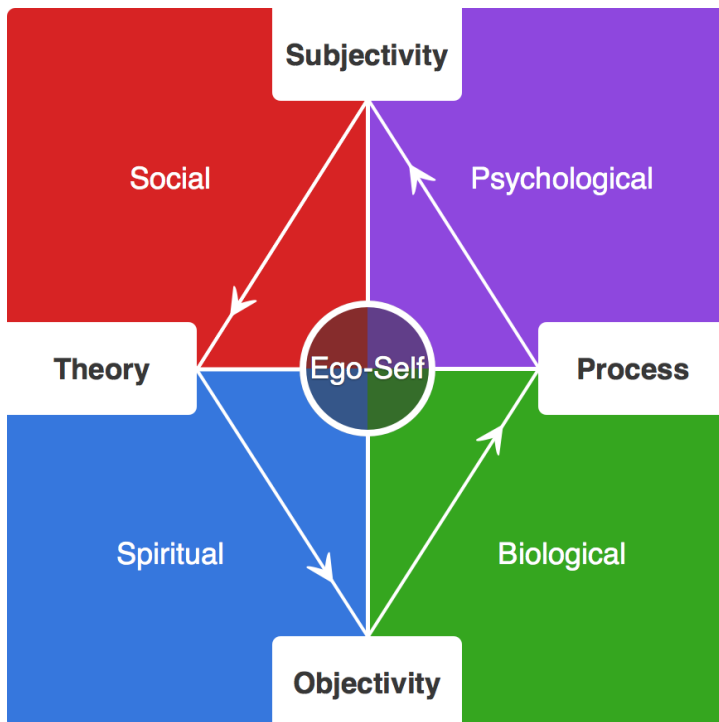 Subjectivity
Social
Psychological
Theory
Ego-Self
Process
Spiritual
Biological
Objectivity